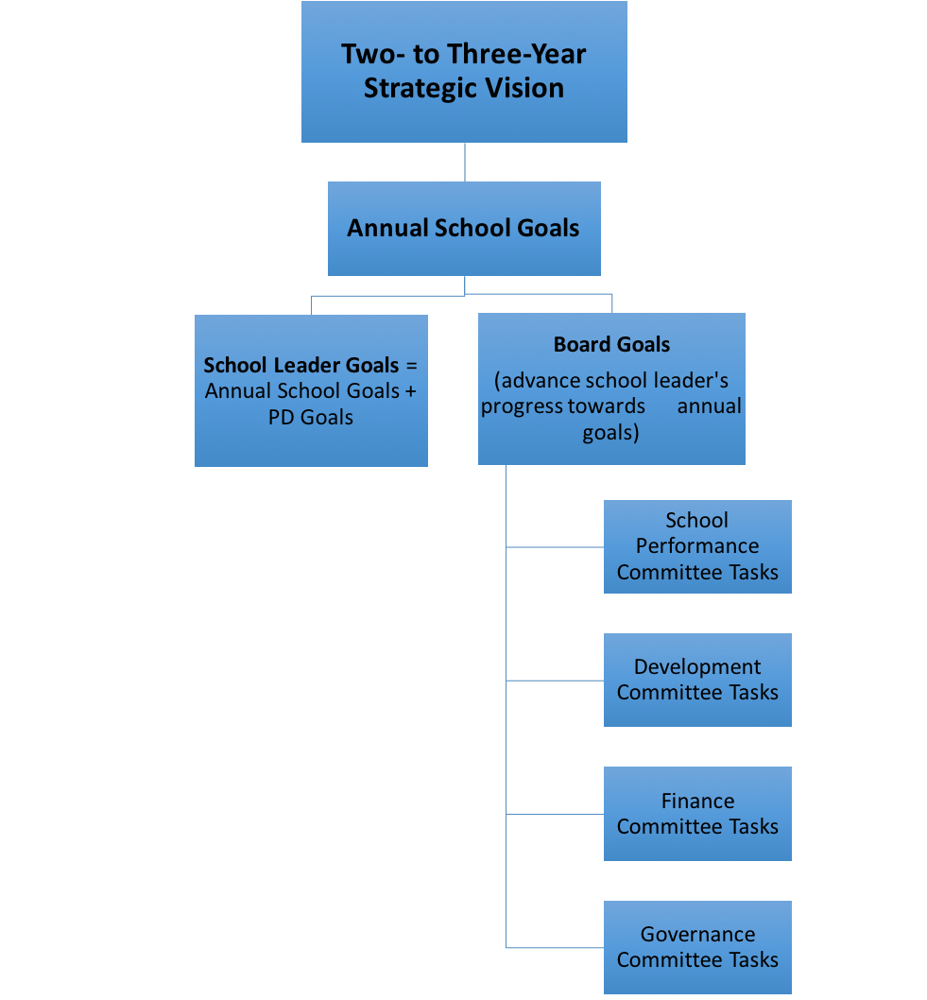 Two- to Three-Year
Strategic Vision
Annual School Goals
School Leader Goals =
Annual School Goals +
PD Goals
Board Goals
(advance school leader's
progress towards annual
goals)
School
Performance
Committee Tasks
Development
Committee Tasks
Finance
Committee Tasks
Governance
Committee Tasks